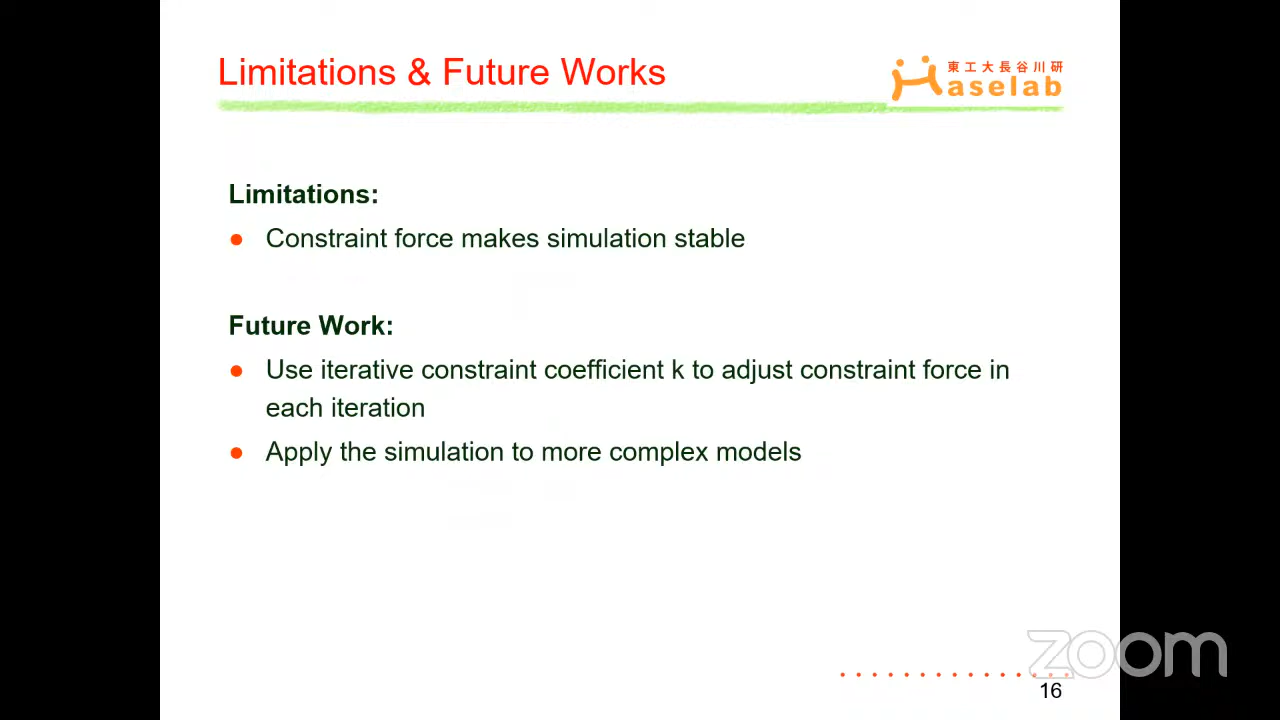 Limitations & Future Works
東工大長谷川研
Haselab
Limitations:
● Constraint force makes simulation stable
Future Work:
● Use iterative constraint coefficient k to adjust constraint force in
each iteration
● Apply the simulation to more complex models
zoom
16